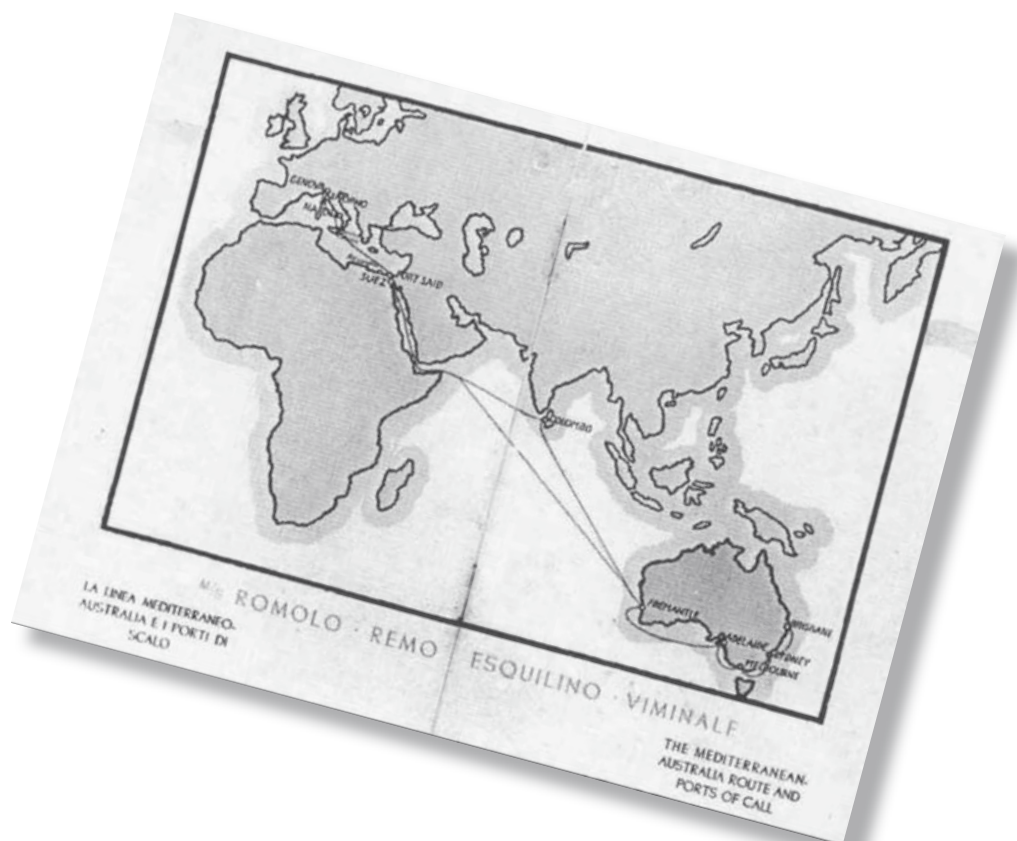 GENOVA
NAPOLI
SUEZ
PORT SAID
COLOMBO
FREMANTLE
ADELAIDE
BRISBANE
SYDNEY
MELBOURNE
LA LINEA MEDITERRANEO-
AUSTRALIA E I PORTI DI
SCALO
M/S ROMOLO · REMO ESQUILINO · VIMINALE
THE MEDITERRANEAN-
AUSTRALIA ROUTE AND
PORTS OF CALL